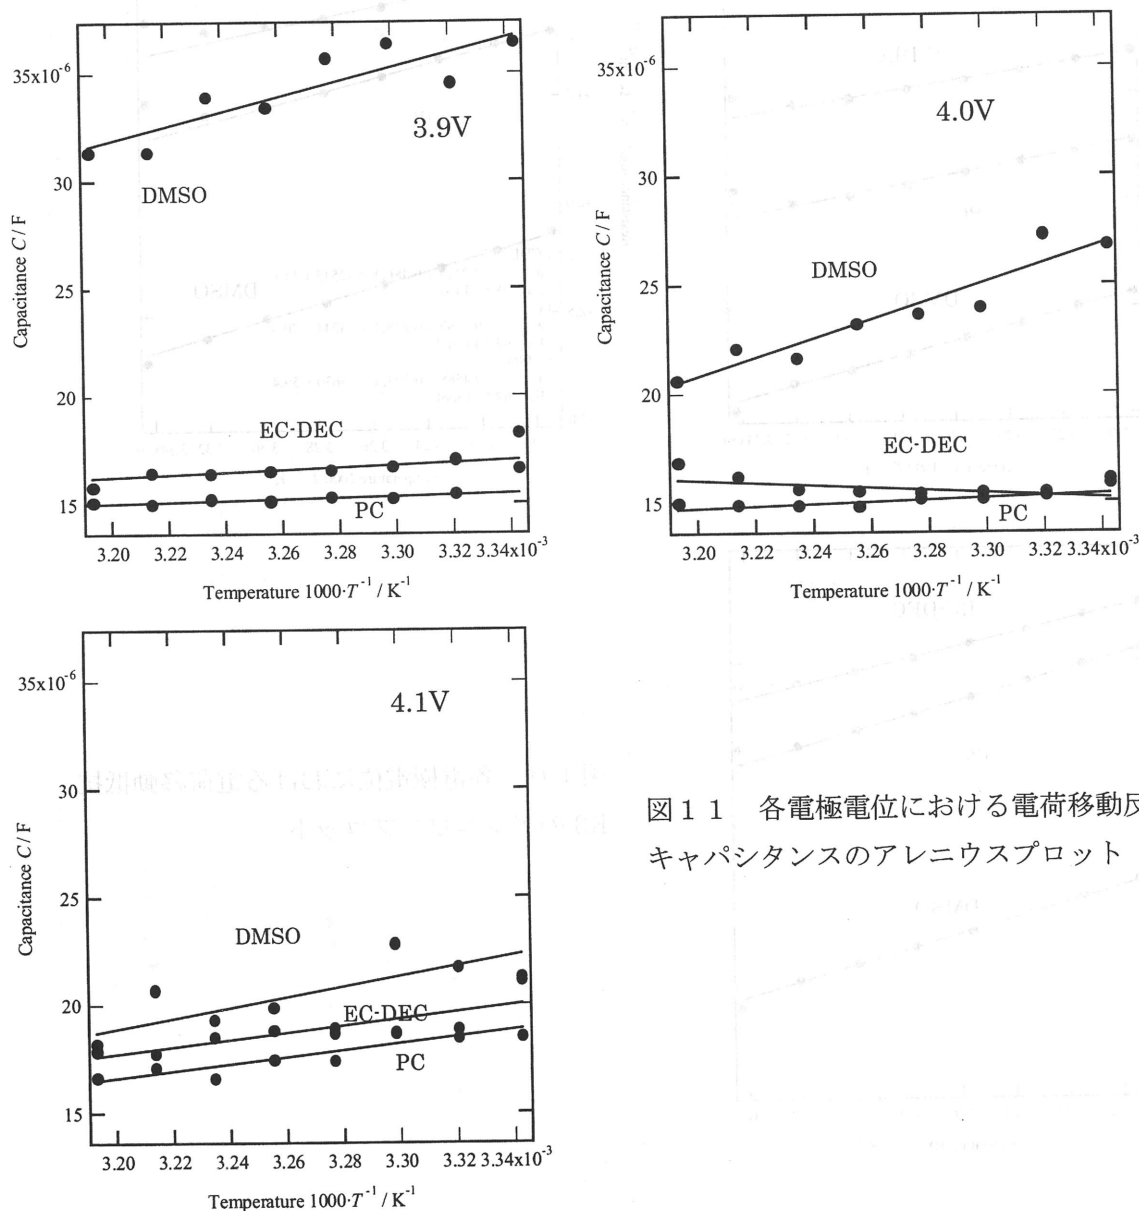 35x10⁻⁶
30
25
20
15
Capacitance C / F
3.9V
DMSO
EC-DEC
PC
3.20 3.22 3.24 3.26 3.28 3.30 3.32 3.34x10⁻³
Temperature 1000·T⁻¹ / K⁻¹
35x10⁻⁶
30
25
20
15
Capacitance C / F
4.0V
DMSO
EC-DEC
PC
3.20 3.22 3.24 3.26 3.28 3.30 3.32 3.34x10⁻³
Temperature 1000·T⁻¹ / K⁻¹
35x10⁻⁶
30
25
20
15
Capacitance C / F
4.1V
DMSO
EC-DEC
PC
3.20 3.22 3.24 3.26 3.28 3.30 3.32 3.34x10⁻³
Temperature 1000·T⁻¹ / K⁻¹
図11 各電極電位における電荷移動反
キャパシタンスのアレニウスプロット